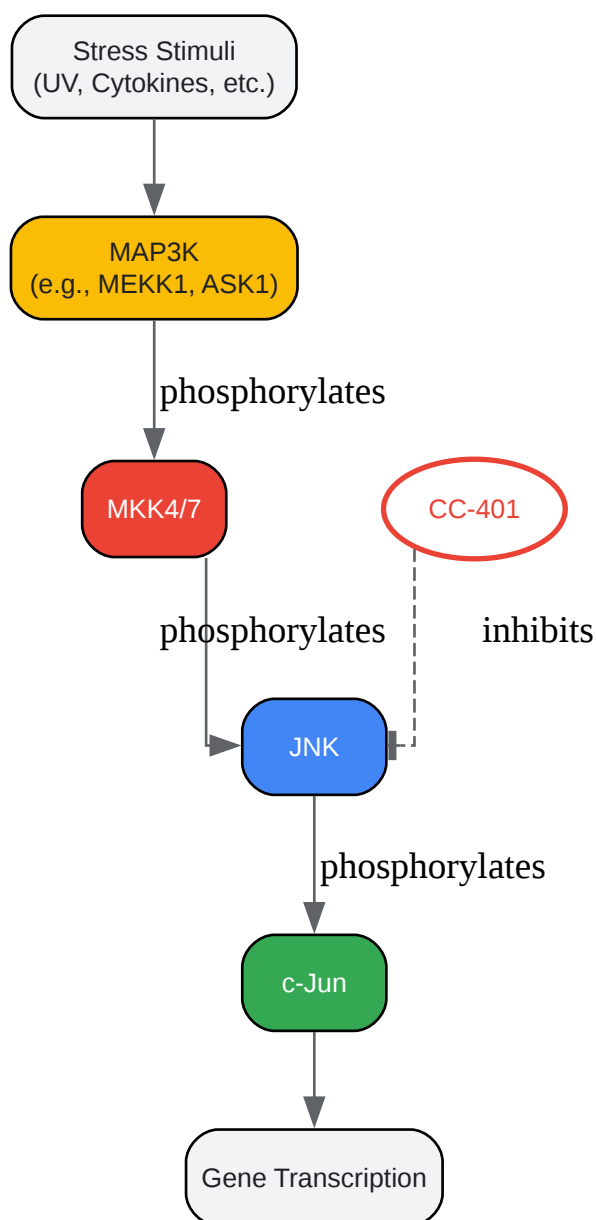 Stress Stimuli
(UV, Cytokines, etc.)
MAP3K
(e.g., MEKK1, ASK1)
phosphorylates
MKK4/7
CC-401
phosphorylates
inhibits
JNK
phosphorylates
c-Jun
Gene Transcription